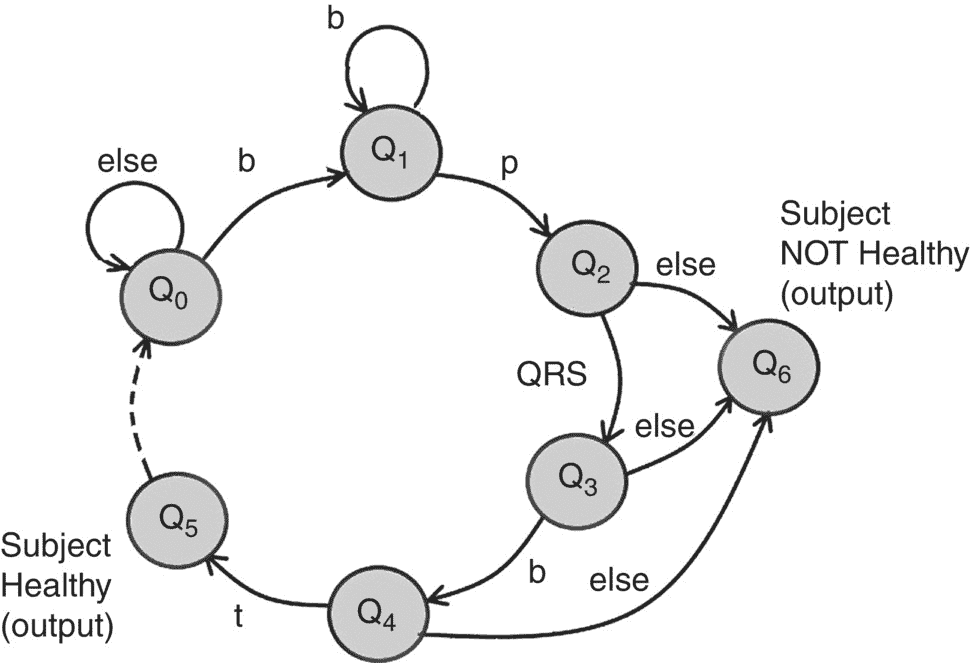 b
Q1
p
else
b
Subject
NOT Healthy
(output)
Q2
else
Q0
Q6
QRS
else
Q3
Q5
Subject
Healthy
(output)
b
else
t
Q4